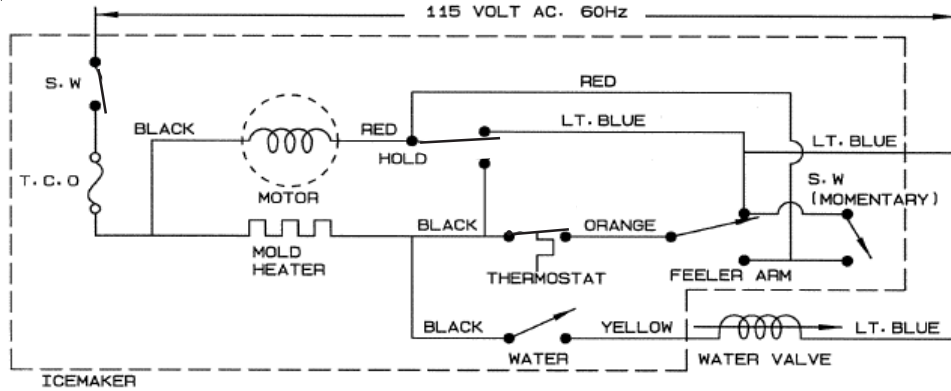 115 VOLT AC. 60Hz
S.W
RED
BLACK
RED
LT. BLUE
HOLD
LT. BLUE
T.C.O
MOTOR
S.W
(MOMENTARY)
BLACK
ORANGE
MOLD
HEATER
THERMOSTAT
FEELER ARM
BLACK
YELLOW
LT. BLUE
WATER
WATER VALVE
ICEMAKER